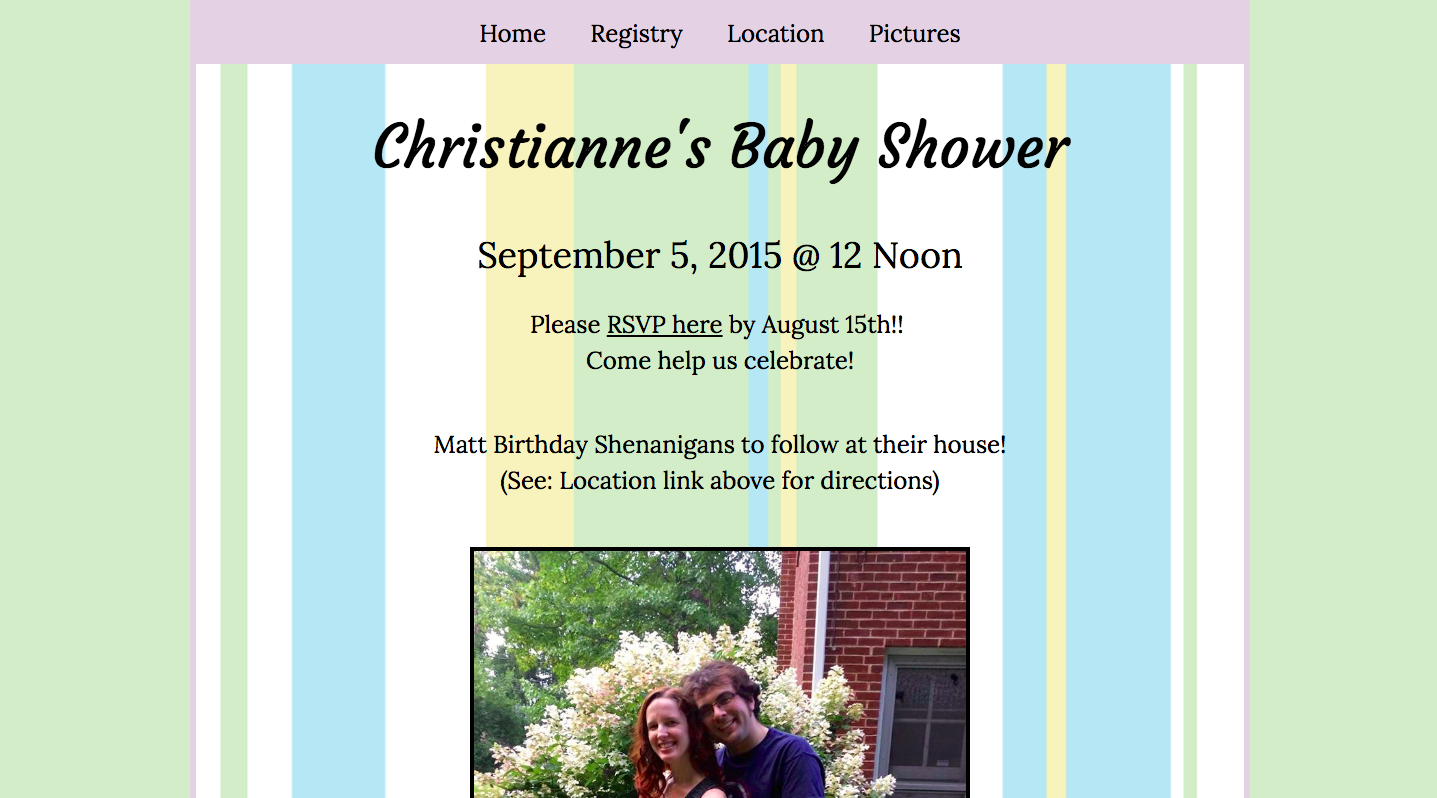 Home Registry Location Pictures
Christianne's Baby Shower
September 5, 2015 @ 12 Noon
Please RSVP here by August 15th!!
Come help us celebrate!
Matt Birthday Shenanigans to follow at their house!
(See: Location link above for directions)